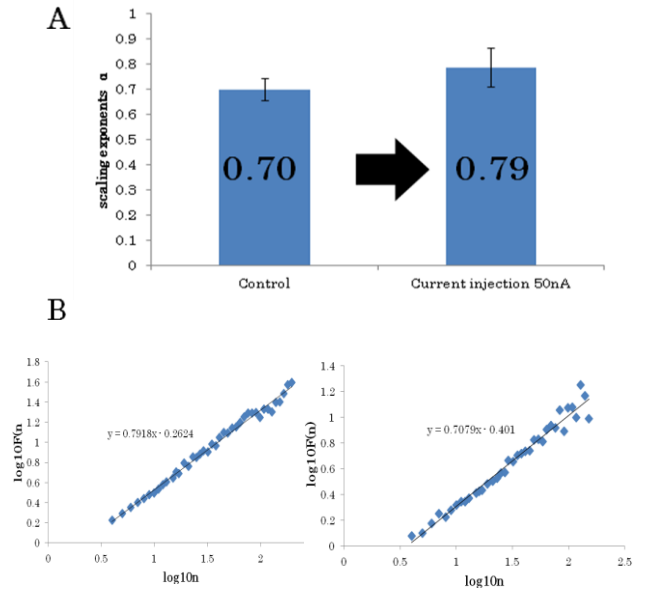 A
1
0.9
0.8
0.7
0.6
0.5
0.4
0.3
0.2
0.1
0
scaling exponents α
0.70
0.79
Control
Current injection 50nA
B
1.8
1.6
1.4
1.2
1
0.8
0.6
0.4
0.2
0
log10F(n
y = 0.7918x - 0.2624
0 0.5 1 1.5 2
log10n
1.4
1.2
1
0.8
0.6
0.4
0.2
0
log10F(n)
y = 0.7079x - 0.401
0 0.5 1 1.5 2 2.5
log10n